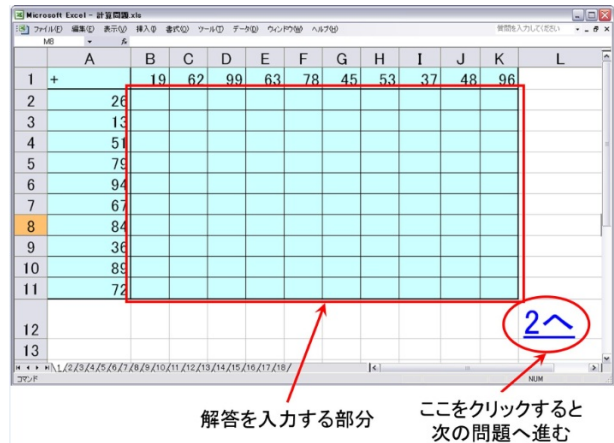 Microsoft Excel - 計算問題.xls
ファイル(F) 編集(E) 表示(V) 挿入(I) 書式(O) ツール(T) データ(D) ウィンドウ(W) ヘルプ(H) 質問を入力してください
M8 fx
A B C D E F G H I J K L
1 + 19 62 99 63 78 45 53 37 48 96
2 26
3 13
4 51
5 79
6 94
7 67
8 84
9 36
10 89
11 72
12 2へ
13
1/2/3/4/5/6/7/8/9/10/11/12/13/14/15/16/17/18/
コマンド NUM
解答を入力する部分
ここをクリックすると
次の問題へ進む